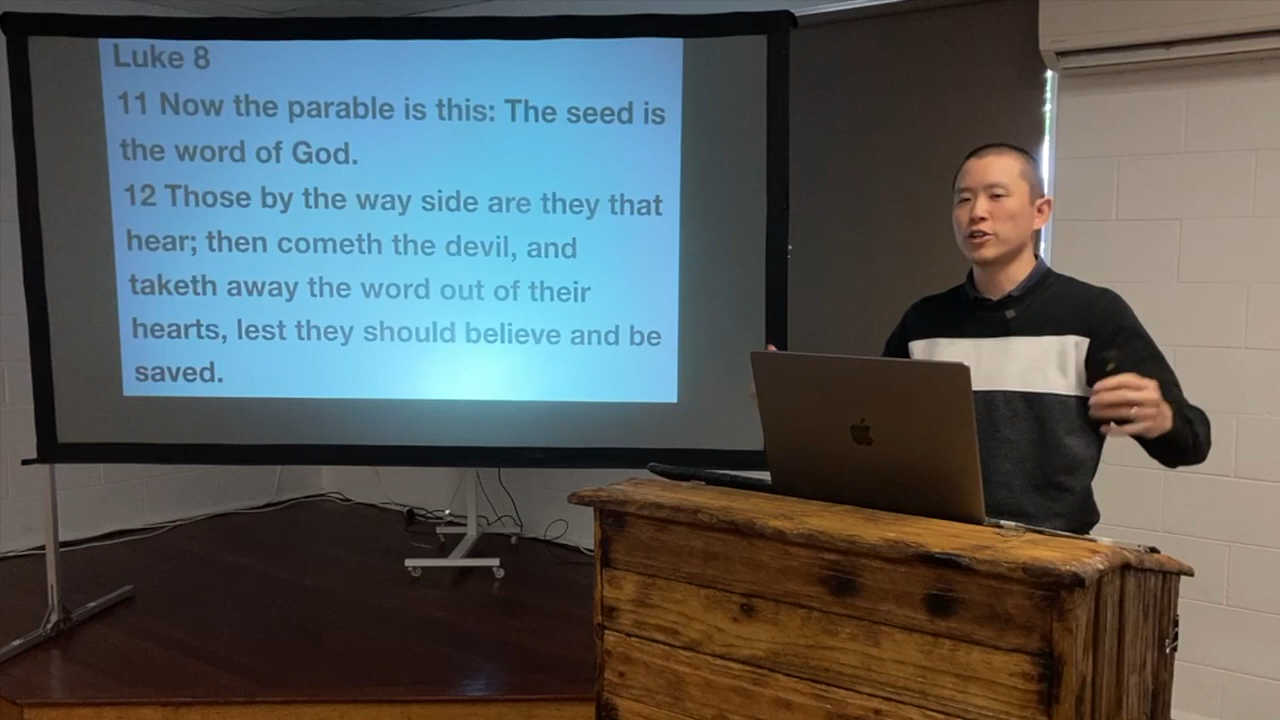 Luke 8
11 Now the parable is this: The seed is
the word of God.
12 Those by the way side are they that
hear; then cometh the devil, and
taketh away the word out of their
hearts, lest they should believe and be
saved.